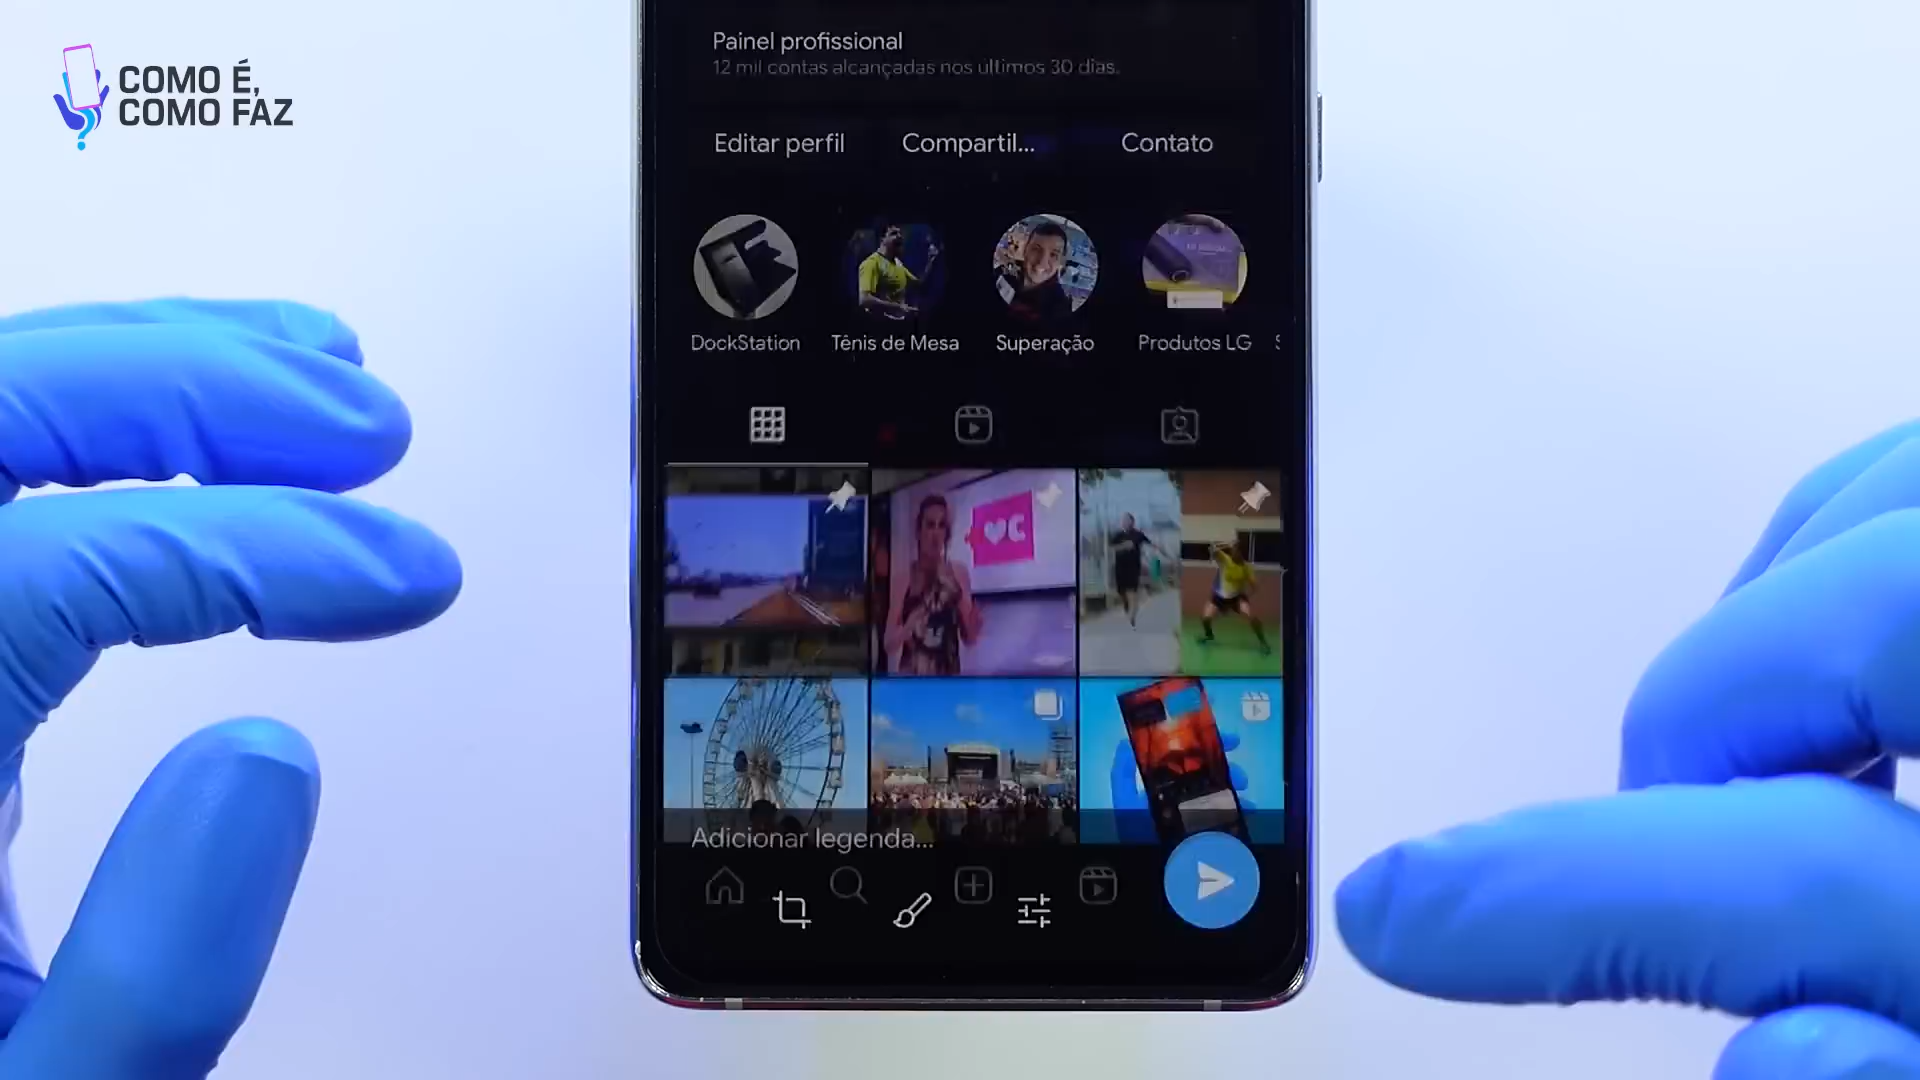 COMO É,
COMO FAZ
Painel profissional
12 mil contas alcançadas nos últimos 30 dias.
Editar perfil
Compartil...
Contato
DockStation
Tênis de Mesa
Superação
Produtos LG
C
Adicionar legenda...